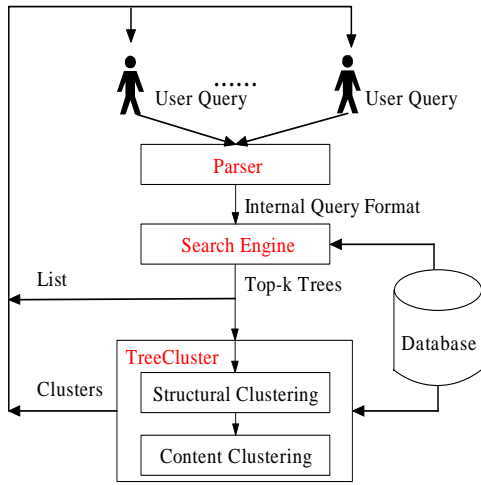 ......
User Query
User Query
Parser
Internal Query Format
Search Engine
List
Top-k Trees
Database
TreeCluster
Clusters
Structural Clustering
Content Clustering